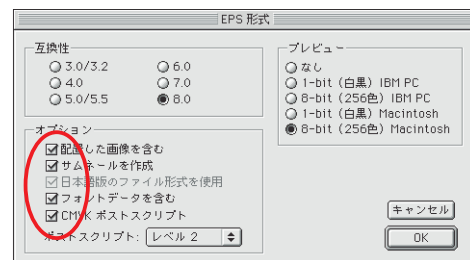 EPS 形式
互換性
3.0/3.2
6.0
4.0
7.0
5.0/5.5
8.0
オプション
配置した画像を含む
サムネールを作成
日本語版のファイル形式を使用
フォントデータを含む
CMYK ポストスクリプト
ポストスクリプト: レベル 2
プレビュー
なし
1-bit (白黒) IBM PC
8-bit (256色) IBM PC
1-bit (白黒) Macintosh
8-bit (256色) Macintosh
キャンセル
OK